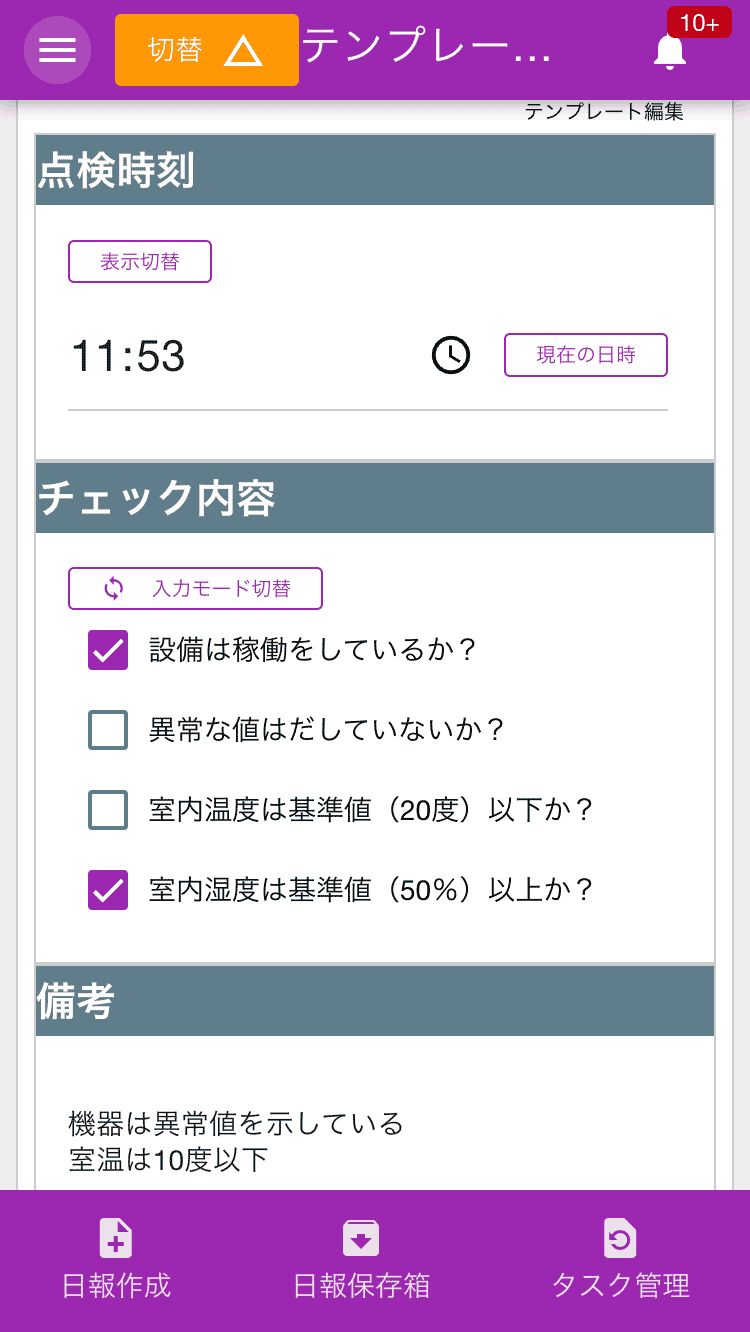 切替
テンプレー...
10+
テンプレート編集
点検時刻
表示切替
11:53
現在の日時
チェック内容
入力モード切替
設備は稼働をしているか？
異常な値はだしていないか？
室内温度は基準値（20度）以下か？
室内湿度は基準値（50％）以上か？
備考
機器は異常値を示している
室温は10度以下
日報作成
日報保存箱
タスク管理